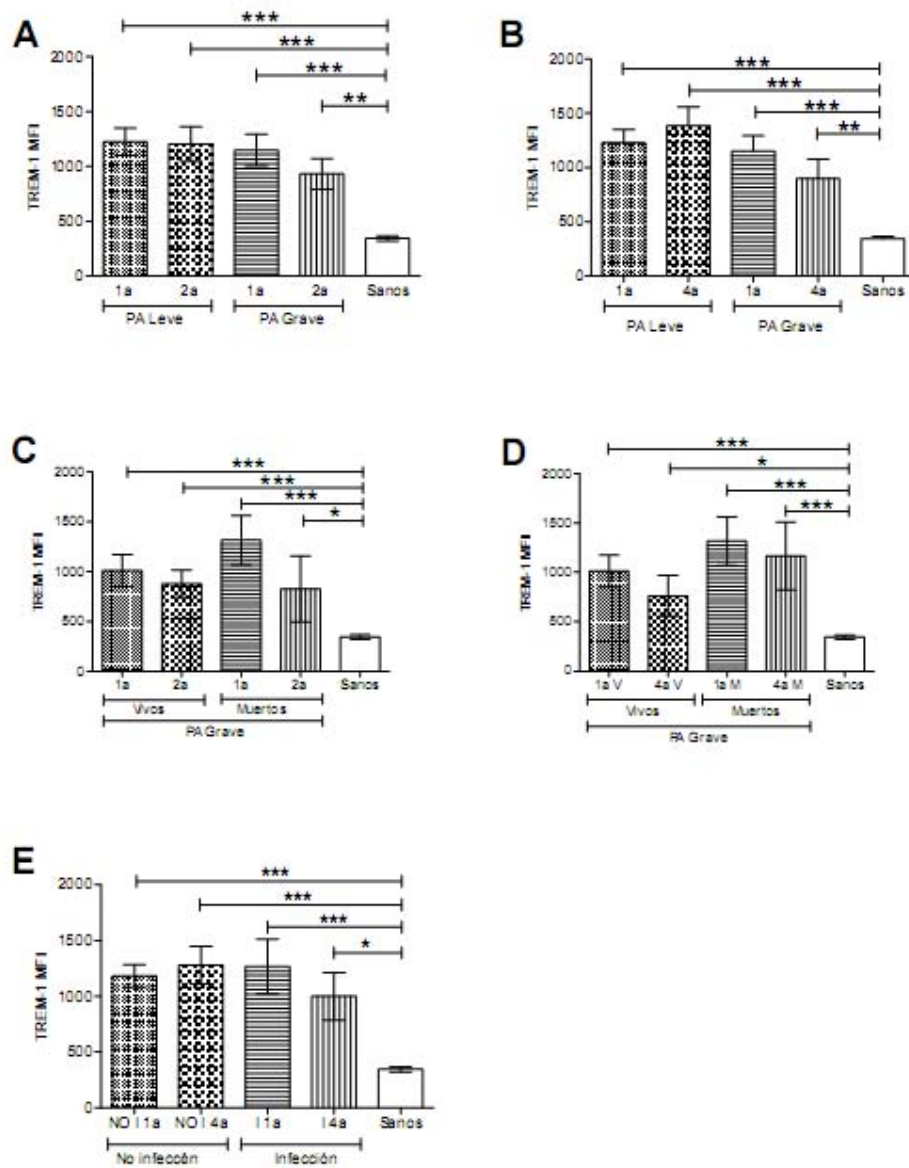 A
***
***
***
**
TREM-1 MFI
2000
1500
1000
500
0
1a 2a 1a 2a Sanos
PA Leve PA Grave
B
***
***
***
**
TREM-1 MFI
2000
1500
1000
500
0
1a 4a 1a 4a Sanos
PA Leve PA Grave
C
***
***
***
*
TREM-1 MFI
2000
1500
1000
500
0
1a 2a 1a 2a Sanos
Vivos Muertos
PA Grave
D
***
*
***
***
TREM-1 MFI
2000
1500
1000
500
0
1a V 4a V 1a M 4a M Sanos
Vivos Muertos
PA Grave
E
***
***
***
*
TREM-1 MFI
2000
1500
1000
500
0
NO I 1a NO I 4a I 1a I 4a Sanos
No infeccén Infección